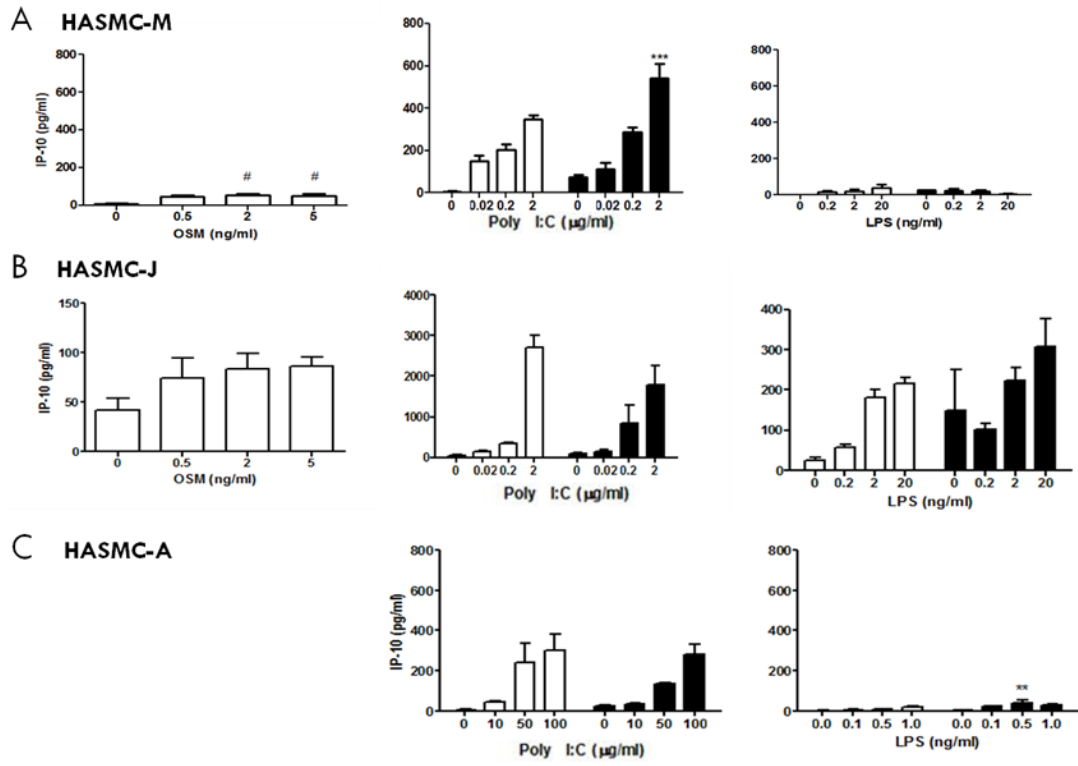 A HASMC-M
800
600
400
200
0
IP-10 (pg/ml)
# #
0 0.5 2 5
OSM (ng/ml)
800
600
400
200
0
***
0 0.02 0.2 2 0 0.02 0.2 2
Poly I:C (µg/ml)
800
600
400
200
0
0 0.2 2 20 0 0.2 2 20
LPS (ng/ml)
B HASMC-J
150
100
50
0
IP-10 (pg/ml)
0 0.5 2 5
OSM (ng/ml)
4000
3000
2000
1000
0
0 0.02 0.2 2 0 0.02 0.2 2
Poly I:C (µg/ml)
400
300
200
100
0
0 0.2 2 20 0 0.2 2 20
LPS (ng/ml)
C HASMC-A
800
600
400
200
0
IP-10 (pg/ml)
0 10 50 100 0 10 50 100
Poly I:C (µg/ml)
800
600
400
200
0
**
0.0 0.1 0.5 1.0 0.0 0.1 0.5 1.0
LPS (ng/ml)